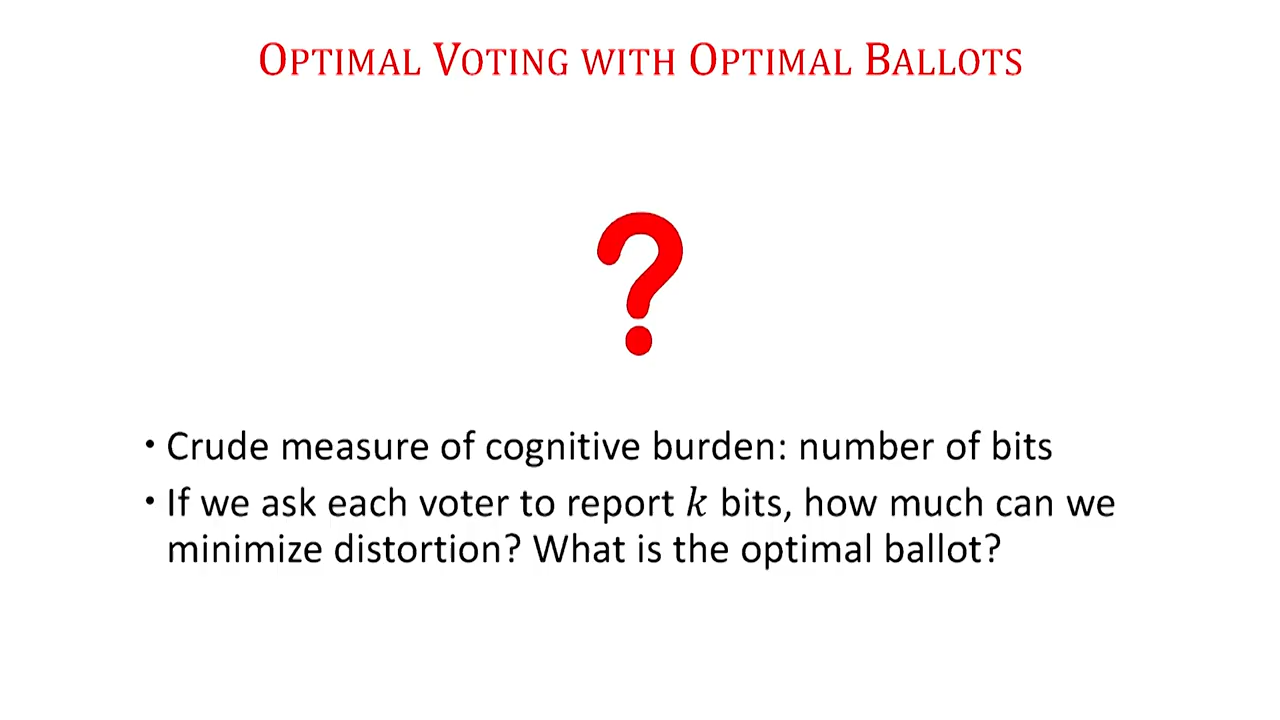 OPTIMAL VOTING WITH OPTIMAL BALLOTS
?
• Crude measure of cognitive burden: number of bits
• If we ask each voter to report k bits, how much can we
minimize distortion? What is the optimal ballot?